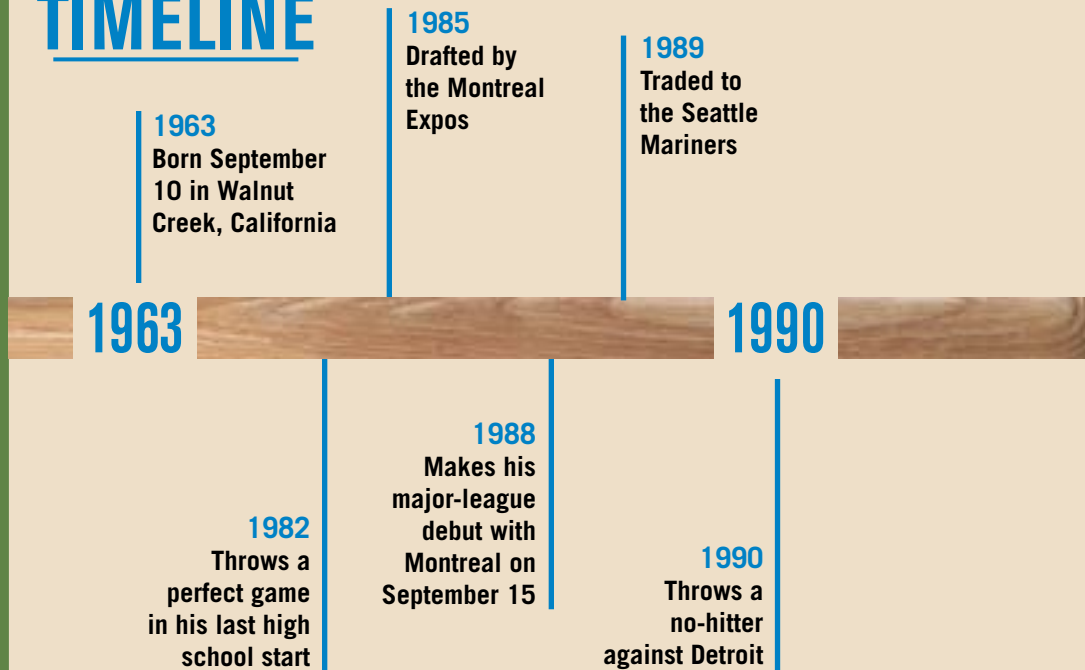 TIMELINE
1963
Born September
10 in Walnut
Creek, California
1985
Drafted by
the Montreal
Expos
1989
Traded to
the Seattle
Mariners
1963
1990
1982
Throws a
perfect game
in his last high
school start
1988
Makes his
major-league
debut with
Montreal on
September 15
1990
Throws a
no-hitter
against Detroit